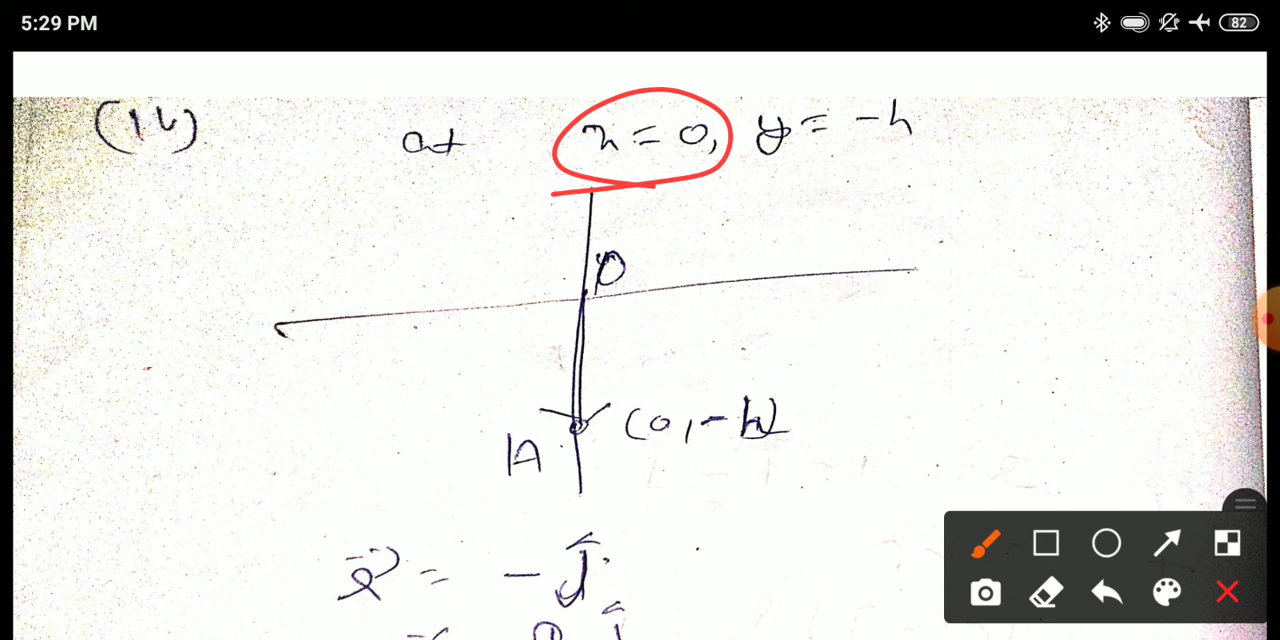 5:29 PM 82
(14) at x = 0, y = -h
O
A (0, -h)
r⃗ = - ĵ